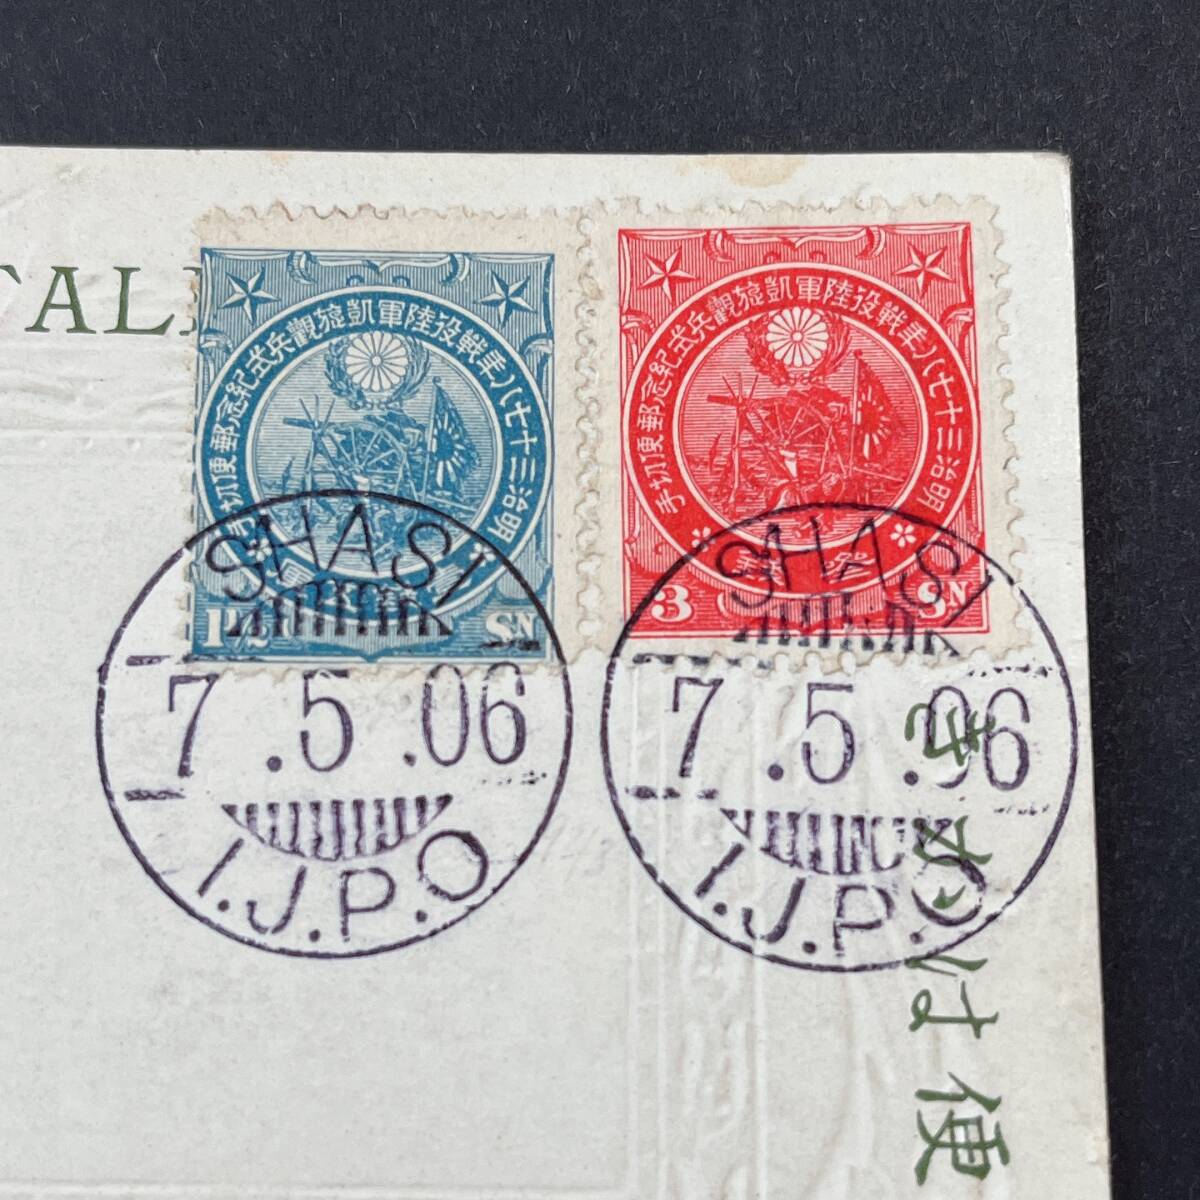 TAL
明治三十七八年戦役陸軍凱旋観兵式紀念郵便切手
1½ SN
明治三十七八年戦役陸軍凱旋観兵式紀念郵便切手
3 SN
SHASI
7.5.06
I.J.P.O
SHASI
7.5.06
I.J.P.O
便は